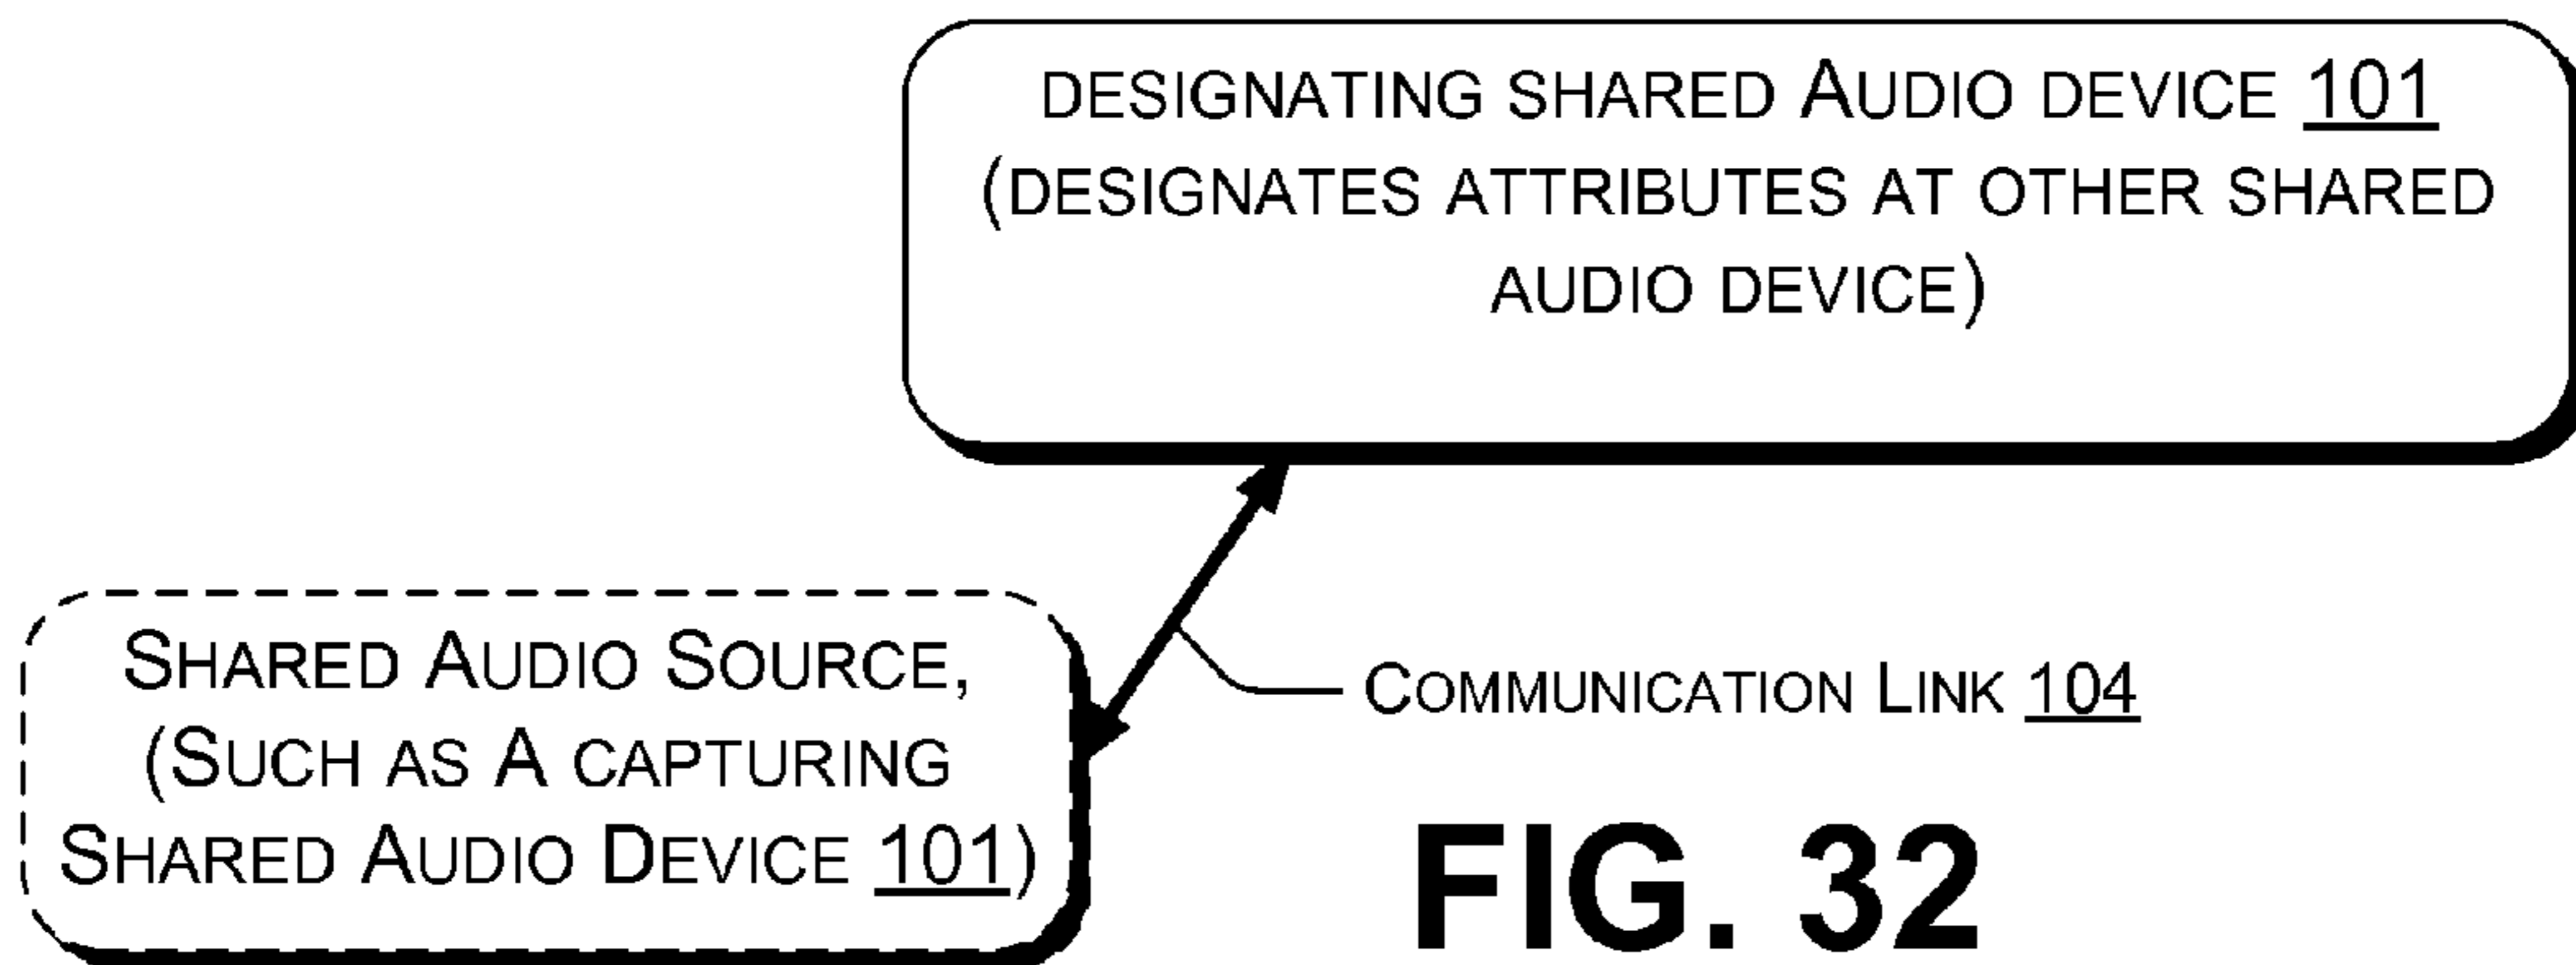 DESIGNATING SHARED AUDIO DEVICE 101
(DESIGNATES ATTRIBUTES AT OTHER SHARED
AUDIO DEVICE)
SHARED AUDIO SOURCE,
(SUCH AS A CAPTURING
SHARED AUDIO DEVICE 101)
COMMUNICATION LINK 104
FIG. 32